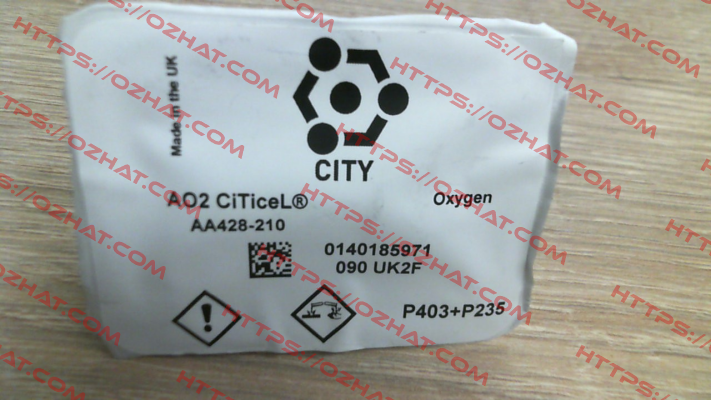 Made in the UK
CITY
AO2 CiTiceL®
Oxygen
AA428-210
0140185971
090 UK2F
P403+P235
HTTPS://OZHAT.COM